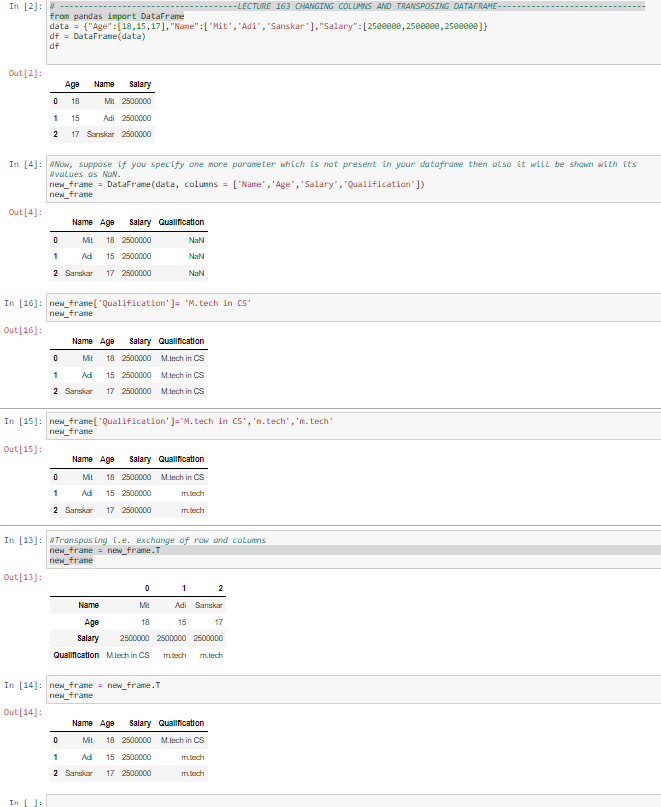 In [2]: # ----------------------------------LECTURE 163 CHANGING COLUMNS AND TRANSPOSING DATAFRAME----------------------------
from pandas import DataFrame
data = {"Age":[18,15,17],"Name":['Mit','Adi','Sanskar'],"Salary":[2500000,2500000,2500000]}
df = DataFrame(data)
df
Out[2]:
Age Name Salary
0 18 Mit 2500000
1 15 Adi 2500000
2 17 Sanskar 2500000
In [4]: #Now, suppose if you specify one more parameter which is not present in your dataframe then also it will be shown with its
#values as NaN.
new_frame = DataFrame(data, columns = ['Name','Age','Salary','Qualification'])
new_frame
Out[4]:
Name Age Salary Qualification
0 Mit 18 2500000 NaN
1 Adi 15 2500000 NaN
2 Sanskar 17 2500000 NaN
In [16]: new_frame['Qualification']= 'M.tech in CS'
new_frame
Out[16]:
Name Age Salary Qualification
0 Mit 18 2500000 M.tech in CS
1 Adi 15 2500000 M.tech in CS
2 Sanskar 17 2500000 M.tech in CS
In [15]: new_frame['Qualification']='M.tech in CS','m.tech','m.tech'
new_frame
Out[15]:
Name Age Salary Qualification
0 Mit 18 2500000 M.tech in CS
1 Adi 15 2500000 m.tech
2 Sanskar 17 2500000 m.tech
In [13]: #Transposing i.e. exchange of row and columns
new_frame = new_frame.T
new_frame
Out[13]:
0 1 2
Name Mit Adi Sanskar
Age 18 15 17
Salary 2500000 2500000 2500000
Qualification M.tech in CS m.tech m.tech
In [14]: new_frame = new_frame.T
new_frame
Out[14]:
Name Age Salary Qualification
0 Mit 18 2500000 M.tech in CS
1 Adi 15 2500000 m.tech
2 Sanskar 17 2500000 m.tech
In [ ]: